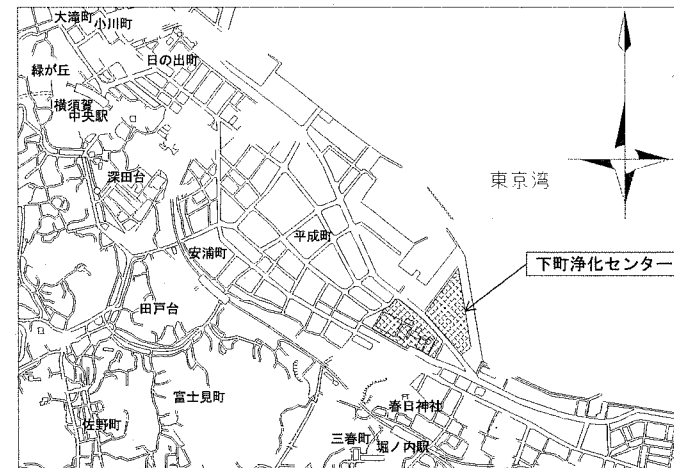 大滝町
小川町
日の出町
緑が丘
横須賀
中央駅
深田台
東京湾
平成町
安浦町
下町浄化センター
田戸台
富士見町
春日神社
佐野町
三春町
堀ノ内駅